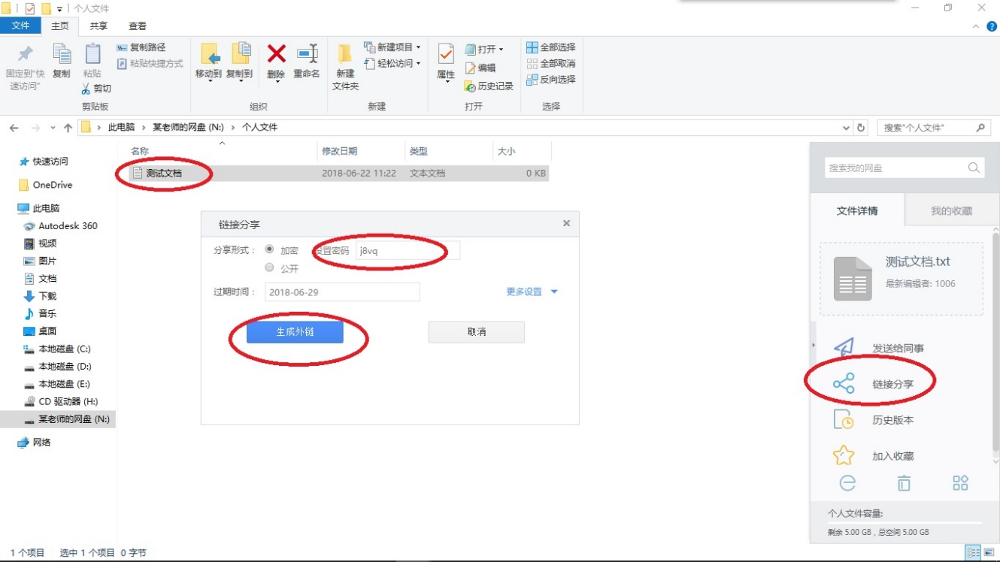 个人文件
文件 主页 共享 查看
固定到"快速访问"
复制
粘贴
复制路径
粘贴快捷方式
剪切
剪贴板
移动到
复制到
删除
重命名
组织
新建文件夹
新建项目
轻松访问
新建
属性
打开
编辑
历史记录
打开
全部选择
全部取消
反向选择
选择
此电脑 › 某老师的网盘 (N:) › 个人文件
搜索"个人文件"
快速访问
OneDrive
此电脑
Autodesk 360
视频
图片
文档
下载
音乐
桌面
本地磁盘 (C:)
本地磁盘 (D:)
本地磁盘 (E:)
CD 驱动器 (H:)
某老师的网盘 (N:)
网络
名称 修改日期 类型 大小
测试文档 2018-06-22 11:22 文本文档 0 KB
链接分享
分享形式： 加密 设置密码 j8vq
公开
过期时间： 2018-06-29 更多设置
生成外链 取消
搜索我的网盘
文件详情 我的收藏
测试文档.txt
最新编辑者: 1006
发送给同事
链接分享
历史版本
加入收藏
个人文件容量:
剩余 5.00 GB，总空间 5.00 GB
1 个项目 选中 1 个项目 0 字节